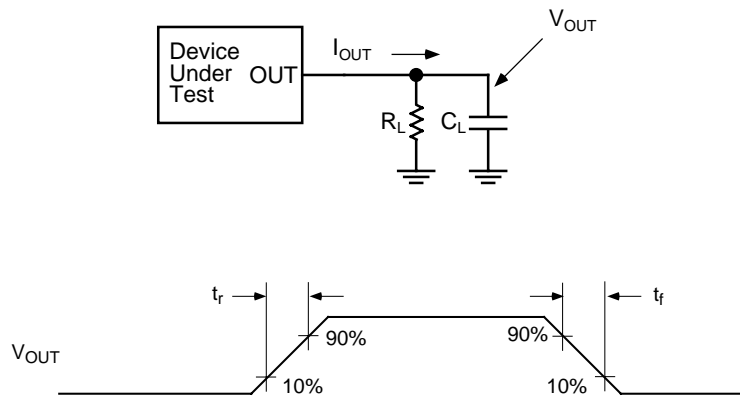 Device
Under
Test
OUT
I_OUT
V_OUT
R_L
C_L
t_r
t_f
90%
90%
V_OUT
10%
10%